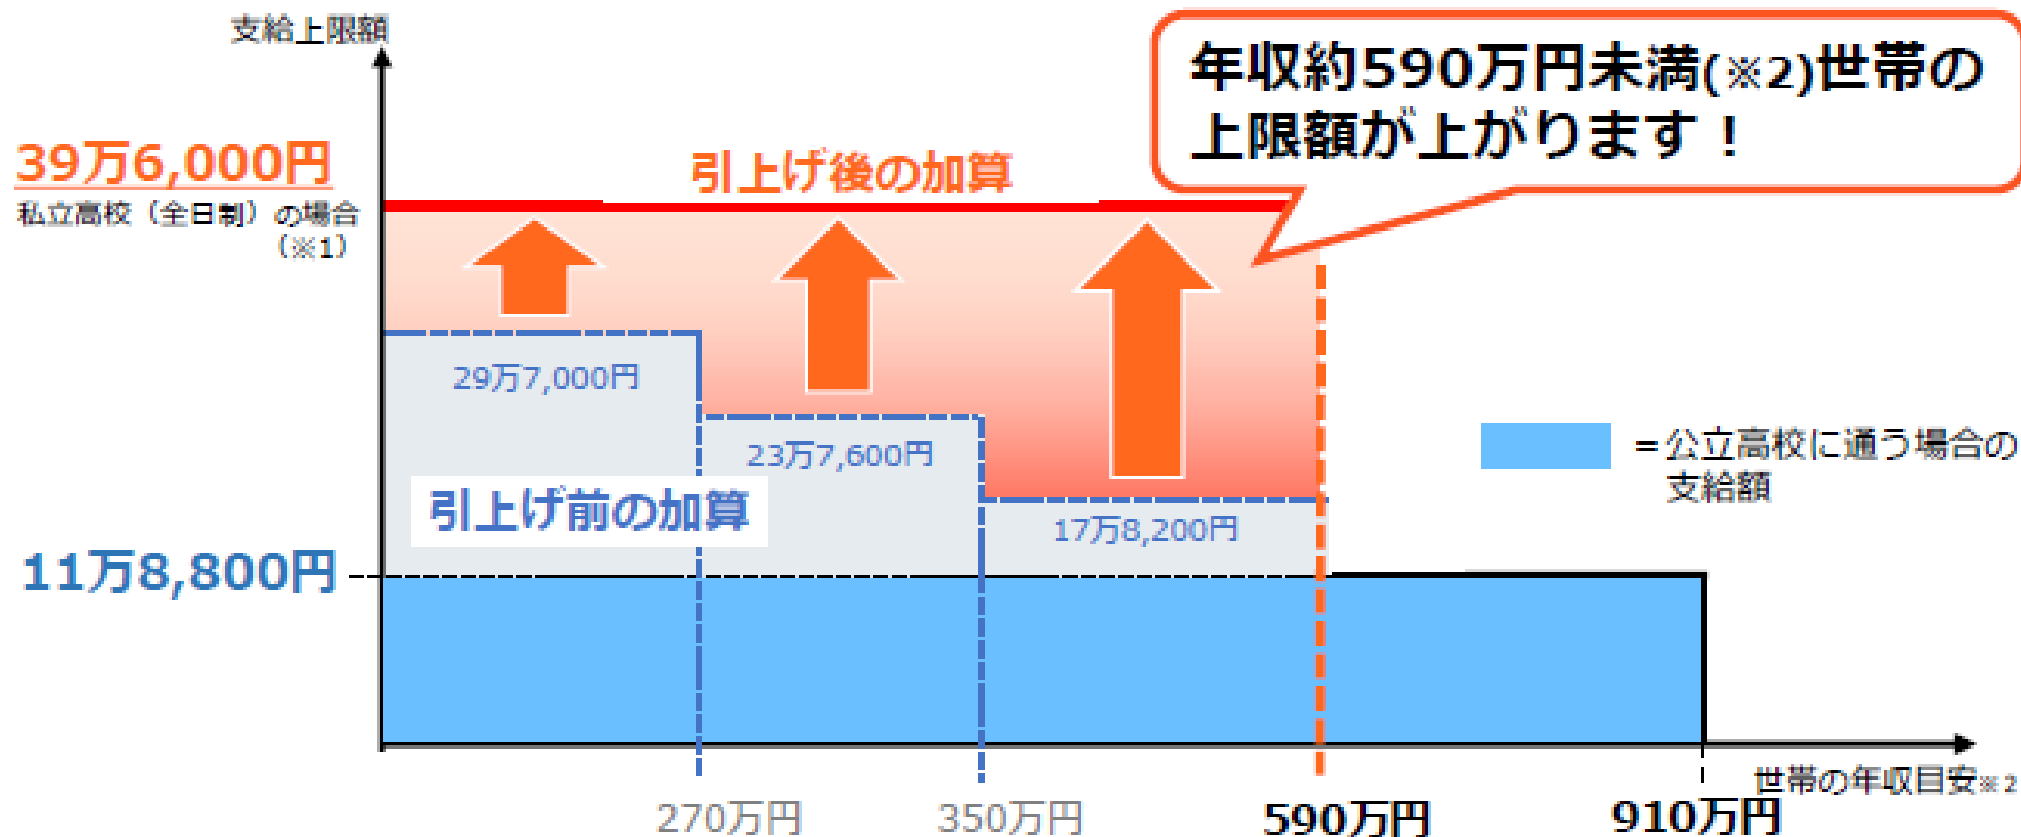 支給上限額
年収約590万円未満(※2)世帯の
上限額が上がります！
39万6,000円
私立高校（全日制）の場合
（※1）
引上げ後の加算
29万7,000円
23万7,600円
17万8,200円
引上げ前の加算
＝公立高校に通う場合の
支給額
11万8,800円
世帯の年収目安※2
270万円
350万円
590万円
910万円